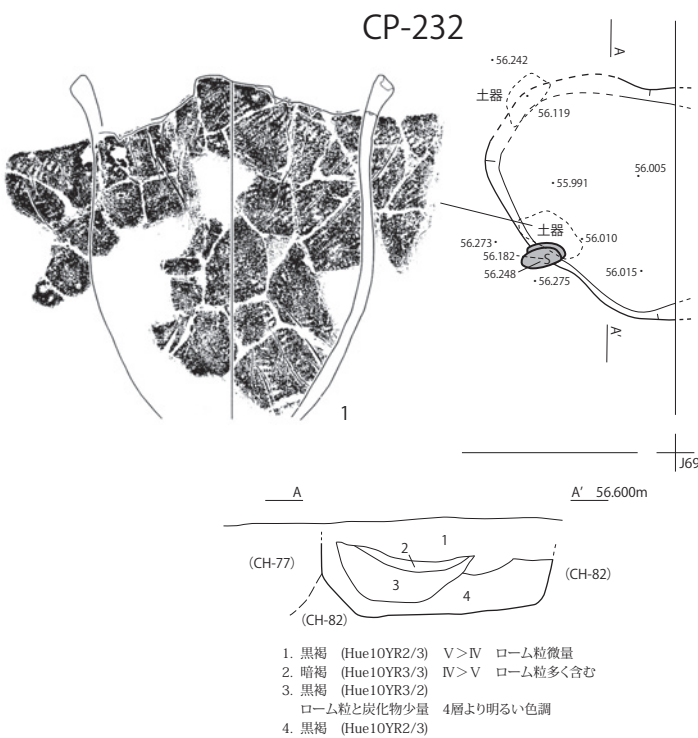 CP-232
A
56.242
土器
56.119
56.005
55.991
土器
56.273
56.010
56.182
56.248
56.275
56.015
A'
1
J69
A
A' 56.600m
1
2
3
4
(CH-77)
(CH-82)
(CH-82)
1. 黒褐 (Hue10YR2/3) Ⅴ>Ⅳ ローム粒微量
2. 暗褐 (Hue10YR3/3) Ⅳ>Ⅴ ローム粒多く含む
3. 黒褐 (Hue10YR3/2)
ローム粒と炭化物少量 4層より明るい色調
4. 黒褐 (Hue10YR2/3)